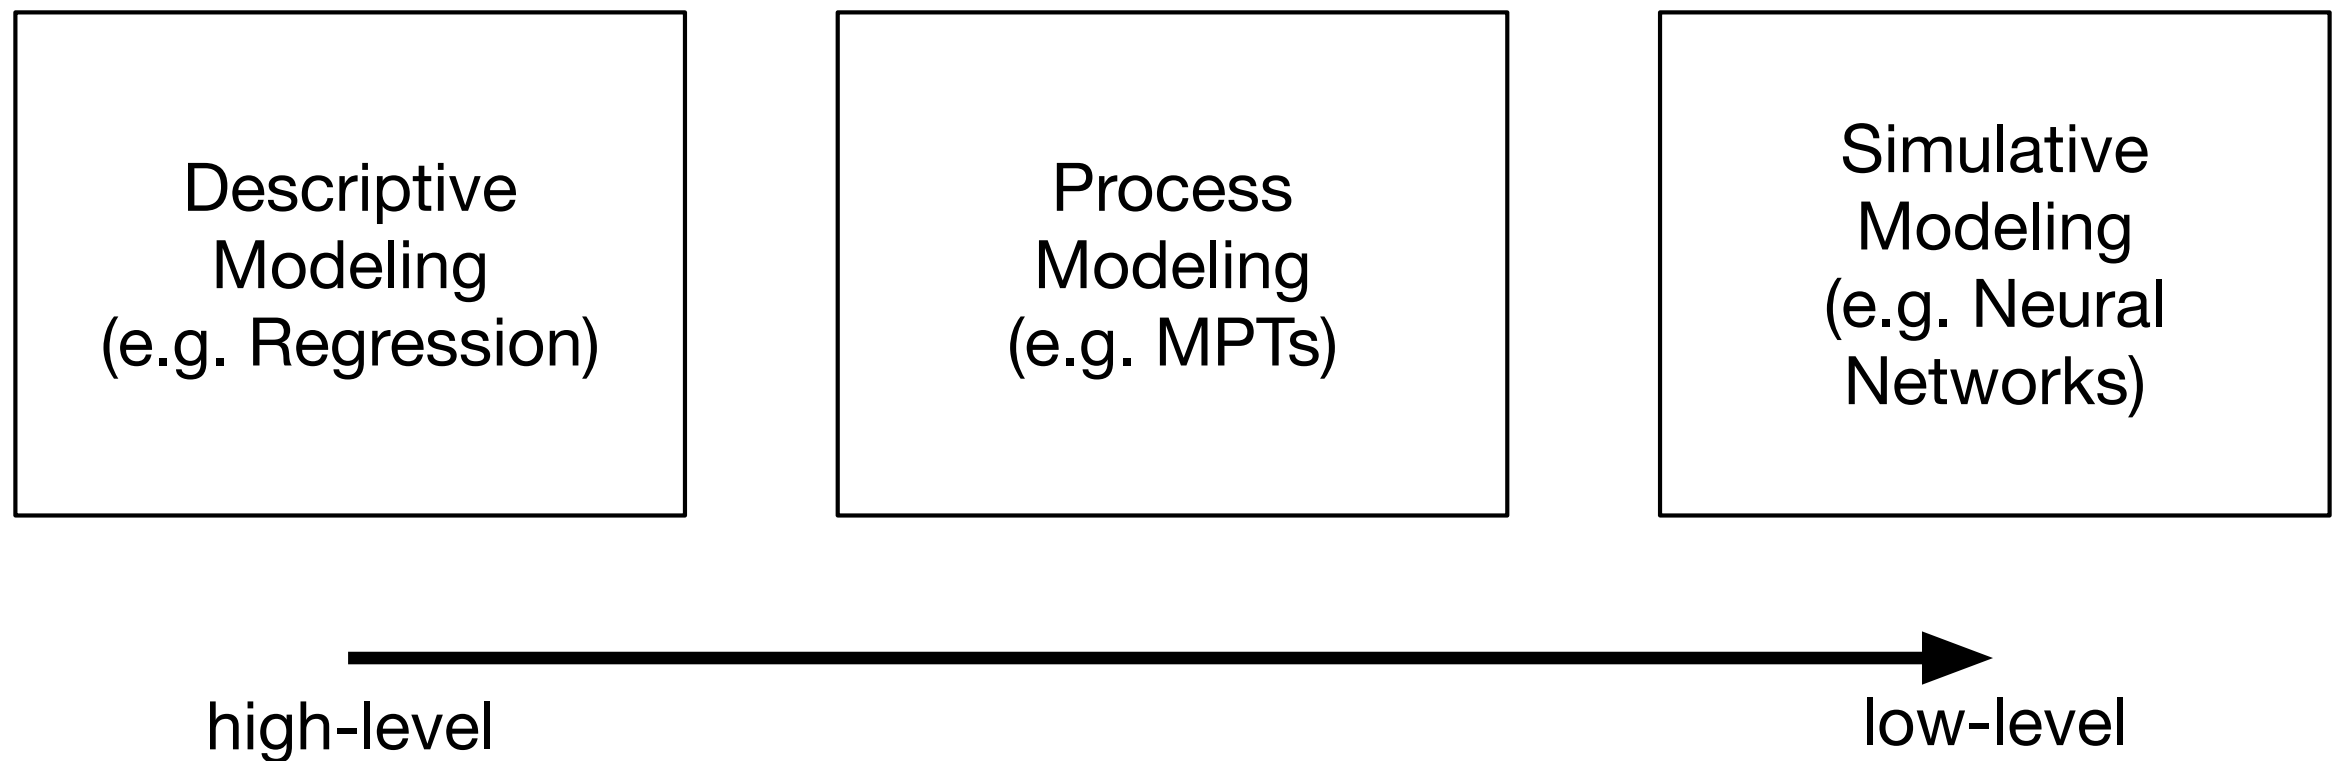 Descriptive
Modeling
(e.g. Regression)
Process
Modeling
(e.g. MPTs)
Simulative
Modeling
(e.g. Neural
Networks)
high-level
low-level